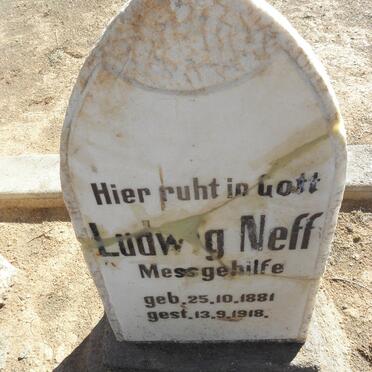 Hier ruht in Gott
Ludwig Neff
Messgehilfe
geb. 25.10.1881
gest. 13.9.1918.